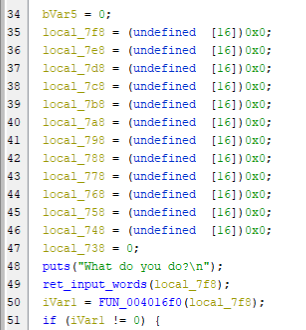 34 bVar5 = 0;
35 local_7f8 = (undefined [16])0x0;
36 local_7e8 = (undefined [16])0x0;
37 local_7d8 = (undefined [16])0x0;
38 local_7c8 = (undefined [16])0x0;
39 local_7b8 = (undefined [16])0x0;
40 local_7a8 = (undefined [16])0x0;
41 local_798 = (undefined [16])0x0;
42 local_788 = (undefined [16])0x0;
43 local_778 = (undefined [16])0x0;
44 local_768 = (undefined [16])0x0;
45 local_758 = (undefined [16])0x0;
46 local_748 = (undefined [16])0x0;
47 local_738 = 0;
48 puts("What do you do?\n");
49 ret_input_words(local_7f8);
50 iVar1 = FUN_004016f0(local_7f8);
51 if (iVar1 != 0) {